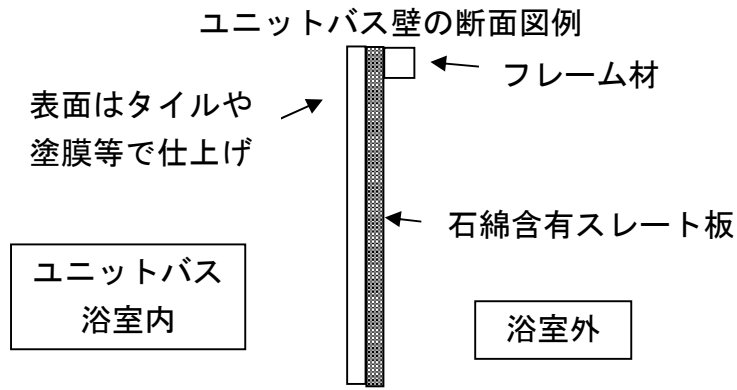 ユニットバス壁の断面図例
フレーム材
表面はタイルや
塗膜等で仕上げ
石綿含有スレート板
ユニットバス
浴室内
浴室外